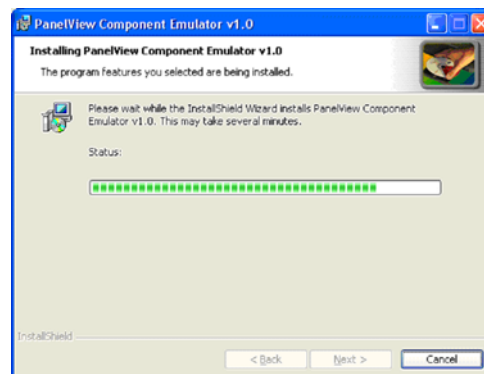 PanelView Component Emulator v1.0
Installing PanelView Component Emulator v1.0
The program features you selected are being installed.
Please wait while the InstallShield Wizard installs PanelView Component
Emulator v1.0. This may take several minutes.
Status:
InstallShield
< Back Next > Cancel